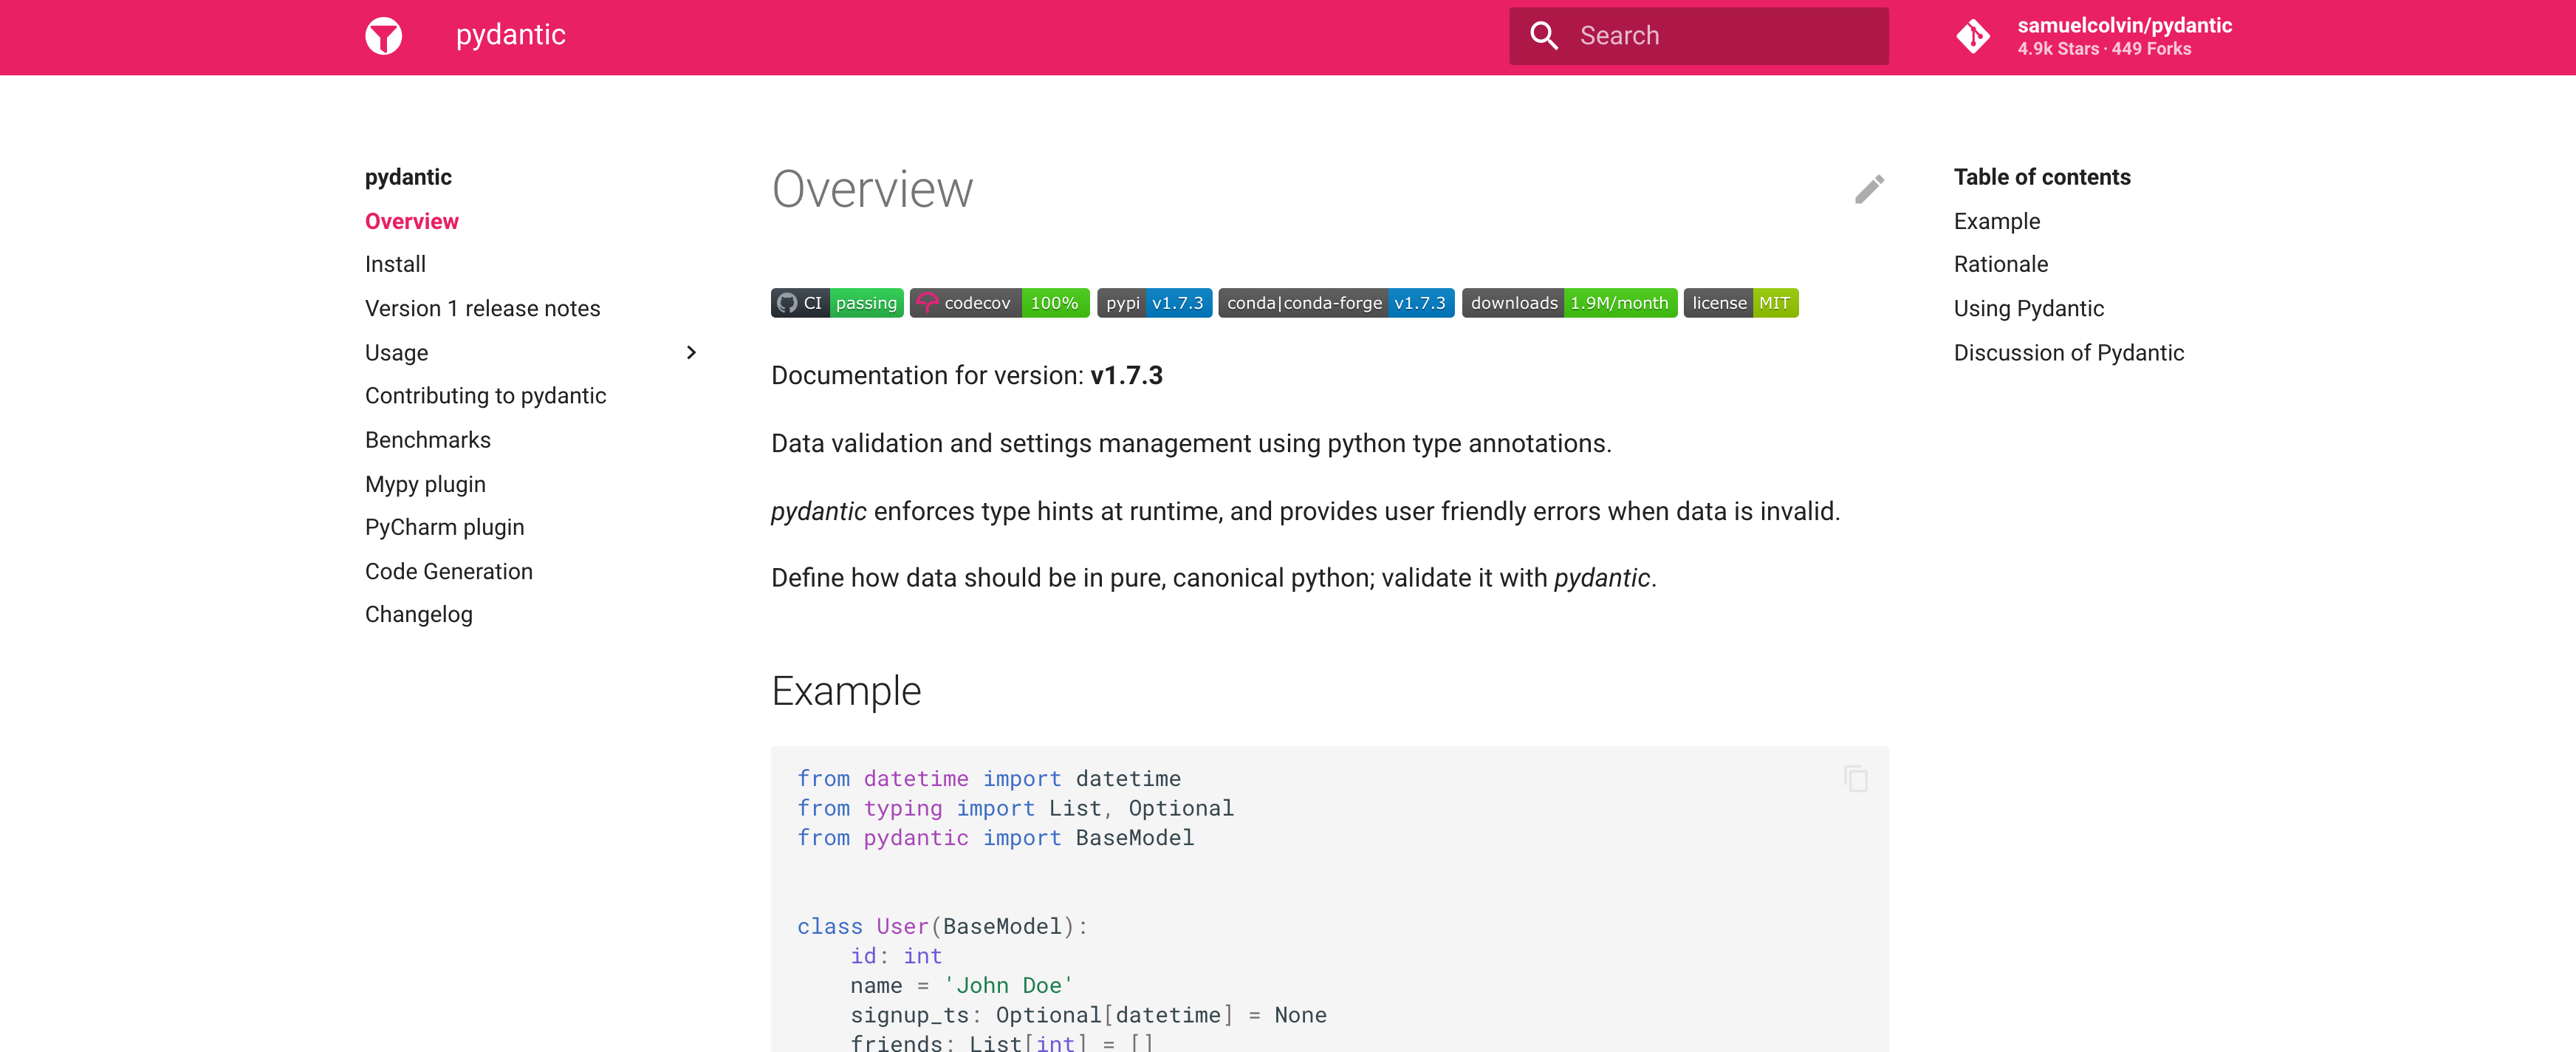 pydantic
Search
samuelcolvin/pydantic
4.9k Stars · 449 Forks
pydantic
Overview
Install
Version 1 release notes
Usage
Contributing to pydantic
Benchmarks
Mypy plugin
PyCharm plugin
Code Generation
Changelog
Overview
CI passing codecov 100% pypi v1.7.3 conda|conda-forge v1.7.3 downloads 1.9M/month license MIT
Documentation for version: v1.7.3
Data validation and settings management using python type annotations.
pydantic enforces type hints at runtime, and provides user friendly errors when data is invalid.
Define how data should be in pure, canonical python; validate it with pydantic.
Example
from datetime import datetime
from typing import List, Optional
from pydantic import BaseModel
class User(BaseModel):
    id: int
    name = 'John Doe'
    signup_ts: Optional[datetime] = None
    friends: List[int] = []
Table of contents
Example
Rationale
Using Pydantic
Discussion of Pydantic